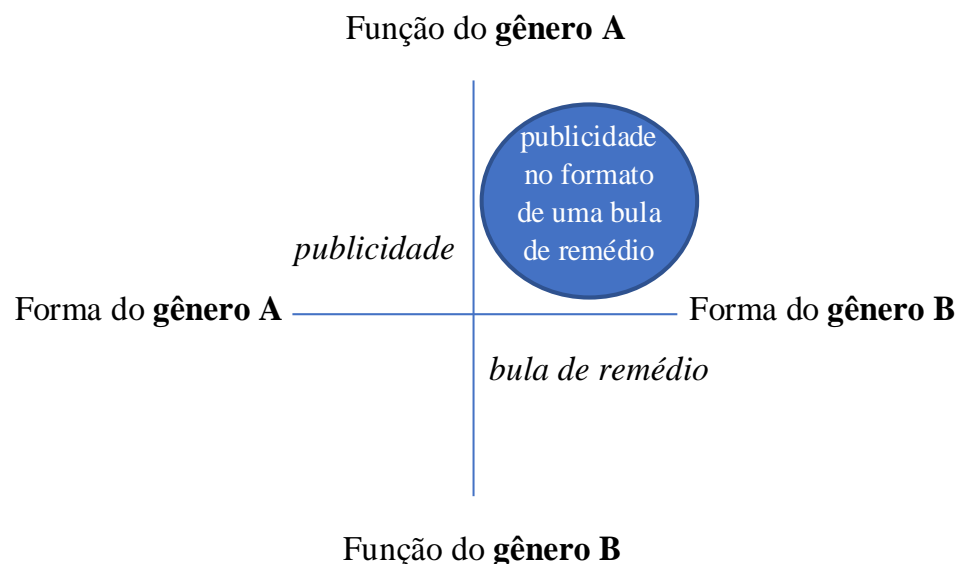 Função do gênero A
publicidade
no formato
de uma bula
de remédio
publicidade
Forma do gênero A
Forma do gênero B
bula de remédio
Função do gênero B